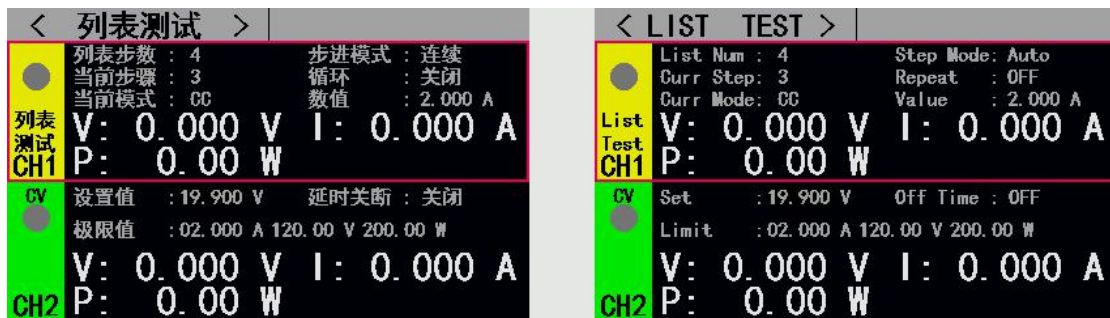 < 列表测试 >
列表步数 : 4 步进模式 : 连续
当前步骤 : 3 循环 : 关闭
当前模式 : CC 数值 : 2.000 A
列表
测试
CH1
V: 0.000 V I: 0.000 A
P: 0.00 W
CV
设置值 :19.900 V 延时关断 : 关闭
极限值 :02.000 A 120.00 V 200.00 W
V: 0.000 V I: 0.000 A
CH2 P: 0.00 W
< LIST TEST >
List Num : 4 Step Mode: Auto
Curr Step: 3 Repeat : OFF
Curr Mode: CC Value : 2.000 A
List
Test
CH1
V: 0.000 V I: 0.000 A
P: 0.00 W
CV
Set :19.900 V Off Time : OFF
Limit :02.000 A 120.00 V 200.00 W
V: 0.000 V I: 0.000 A
CH2 P: 0.00 W